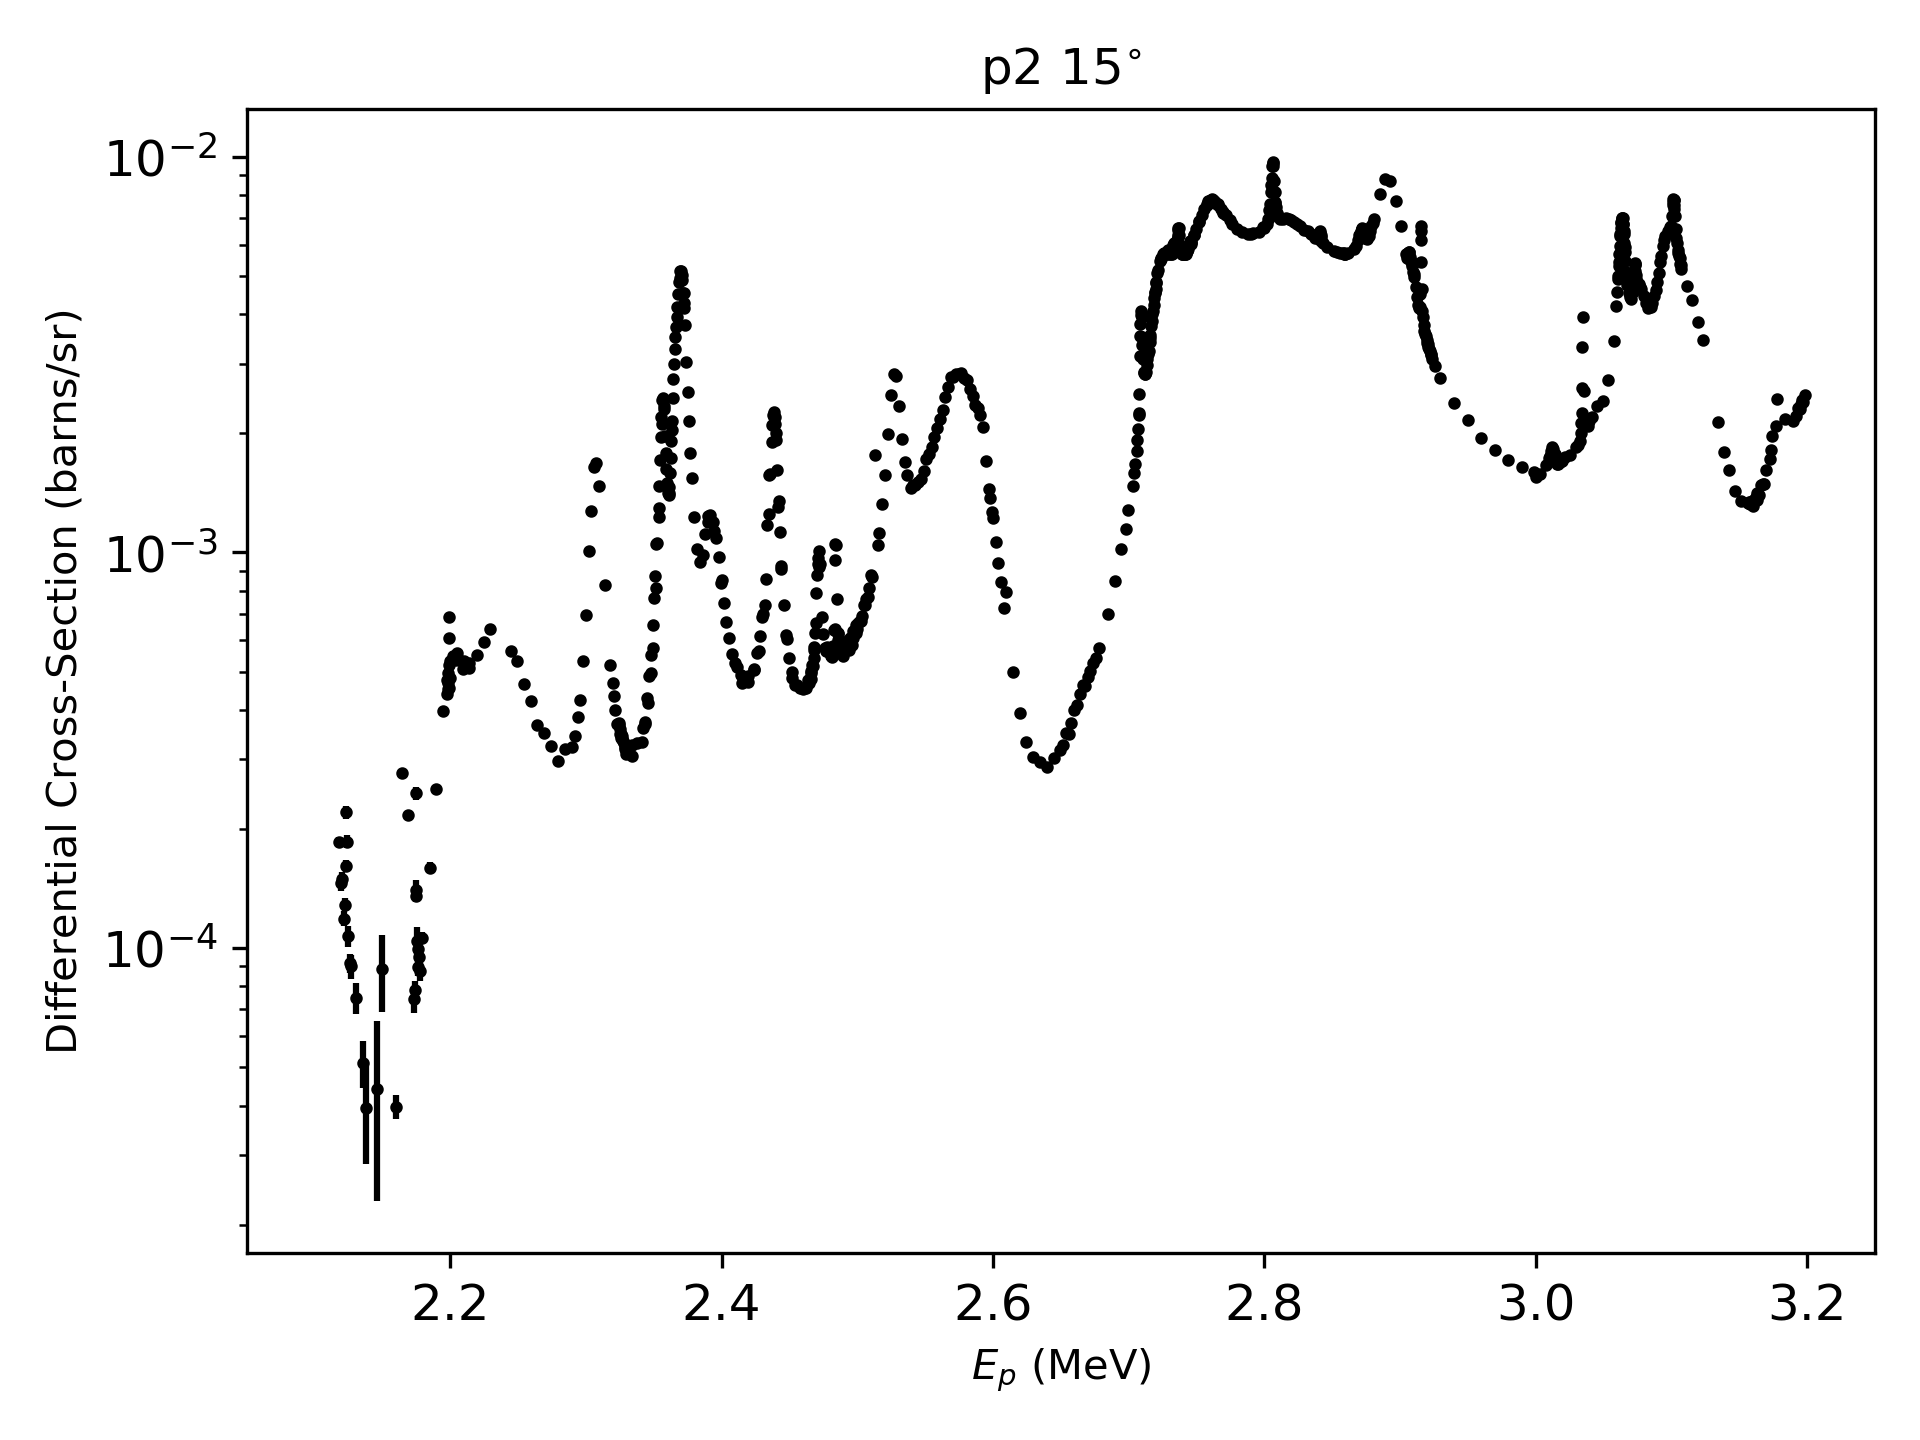 p2 15°
Differential Cross-Section (barns/sr)
10⁻²
10⁻³
10⁻⁴
2.2 2.4 2.6 2.8 3.0 3.2
Eₚ (MeV)